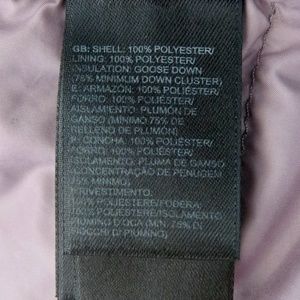 GB: SHELL: 100% POLYESTER/
LINING: 100% POLYESTER/
INSULATION: GOOSE DOWN
(75% MINIMUM DOWN CLUSTER)
E: ARMAZÓN: 100% POLIÉSTER/
FORRO: 100% POLIÉSTER/
AISLAMIENTO: PLUMÓN DE
GANSO (MÍNIMO 75% DE
RELLENO DE PLUMÓN)
P: CONCHA: 100% POLIÉSTER/
FORRO: 100% POLIÉSTER/
ISOLAMENTO: PLUMA DE GANSO
(CONCENTRAÇÃO DE PENUGEM
75% MÍNIMO)
I: RIVESTIMENTO:
100% POLIESTERE/FODERA:
100% POLIESTERE/ISOLAMENTO:
PIUMINO D'OCA (MIN. 75% DI
FIOCCHI DI PIUMINO)